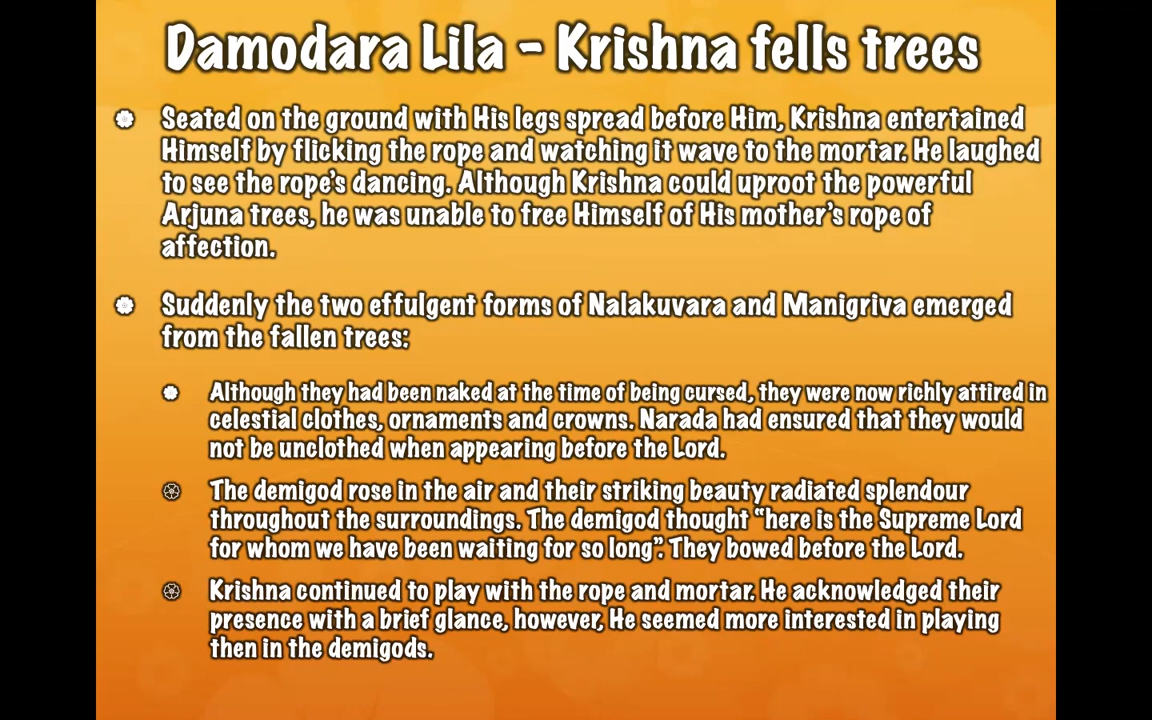 Damodara Lila - Krishna fells trees
Seated on the ground with His legs spread before Him, Krishna entertained
Himself by flicking the rope and watching it wave to the mortar. He laughed
to see the rope's dancing. Although Krishna could uproot the powerful
Arjuna trees, he was unable to free Himself of His mother's rope of
affection.
Suddenly the two effulgent forms of Nalakuvara and Manigriva emerged
from the fallen trees:
Although they had been naked at the time of being cursed, they were now richly attired in
celestial clothes, ornaments and crowns. Narada had ensured that they would
not be unclothed when appearing before the Lord.
The demigod rose in the air and their striking beauty radiated splendour
throughout the surroundings. The demigod thought “here is the Supreme Lord
for whom we have been waiting for so long”. They bowed before the Lord.
Krishna continued to play with the rope and mortar. He acknowledged their
presence with a brief glance, however, He seemed more interested in playing
then in the demigods.